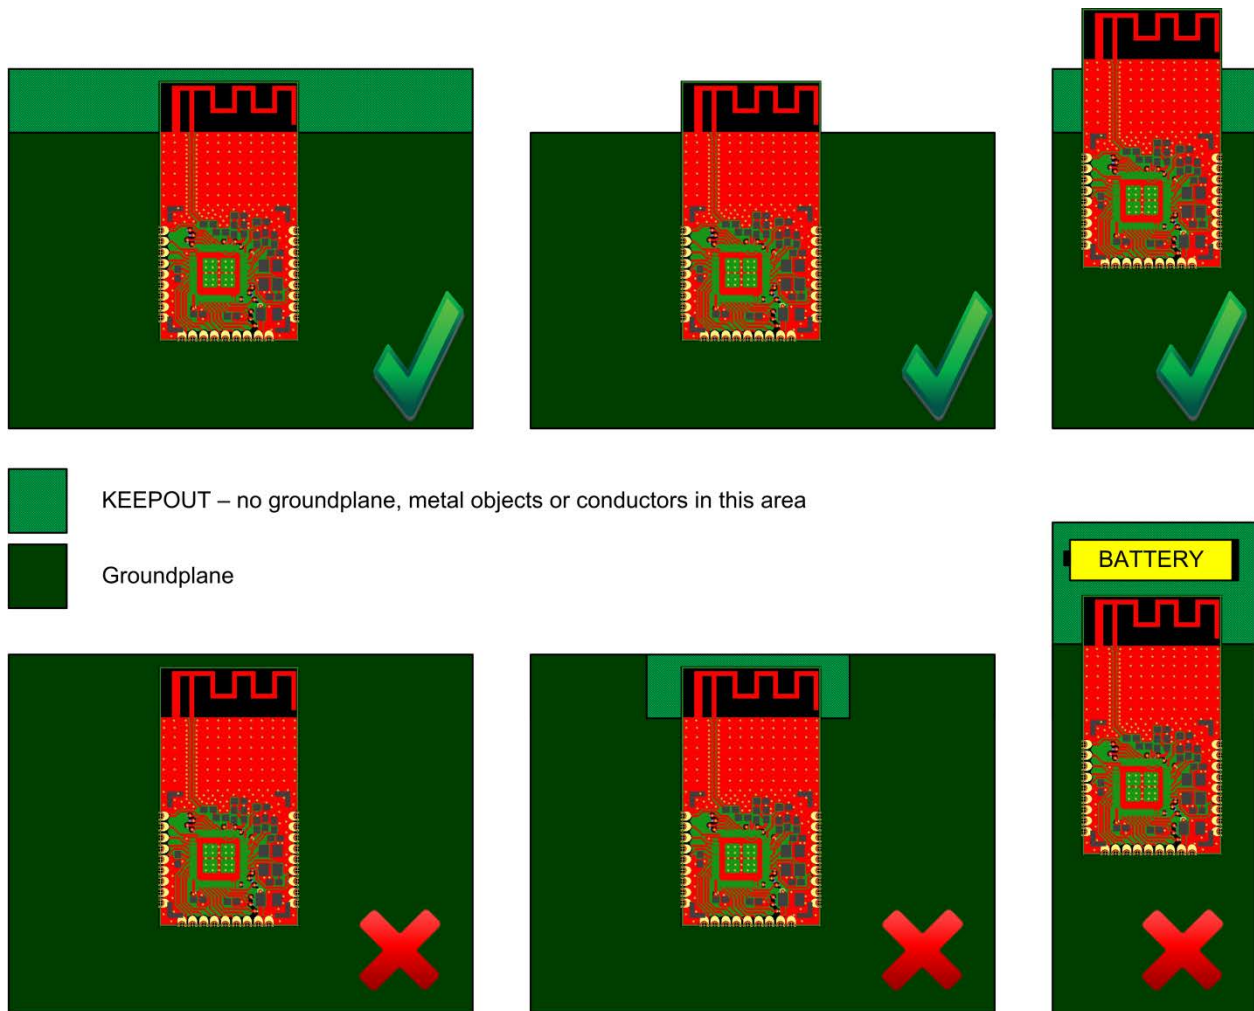 KEEPOUT – no groundplane, metal objects or conductors in this area
Groundplane
BATTERY